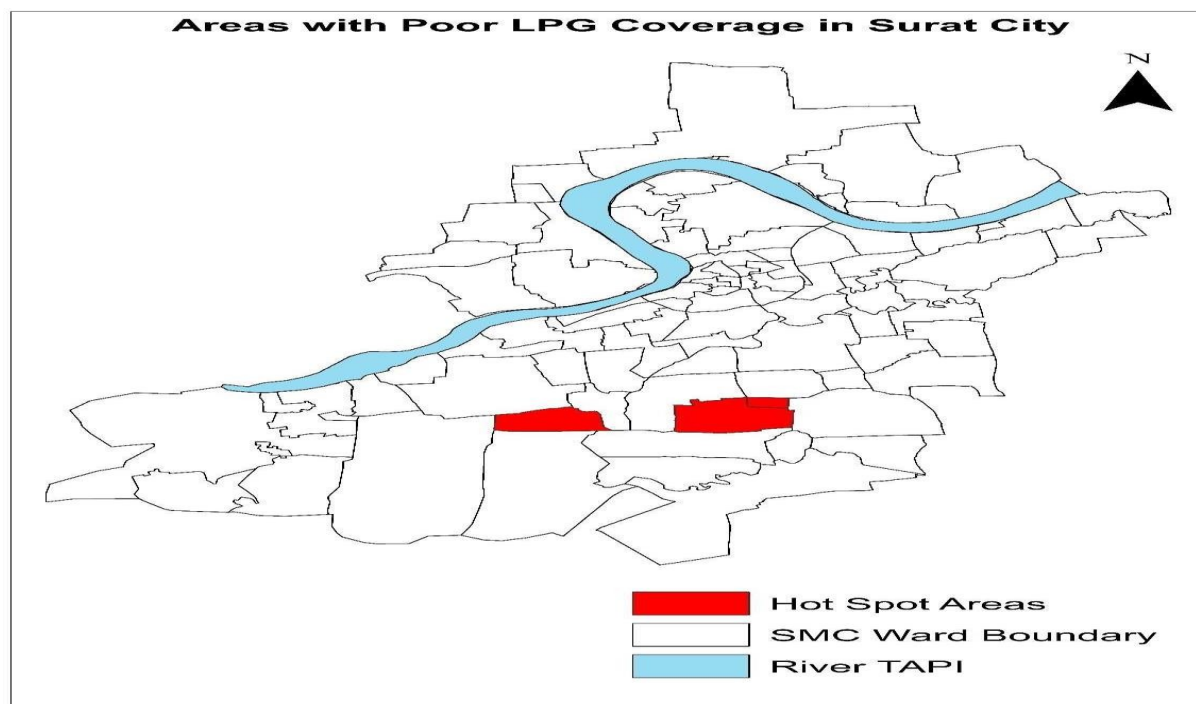 Areas with Poor LPG Coverage in Surat City
N
Hot Spot Areas
SMC Ward Boundary
River TAPI